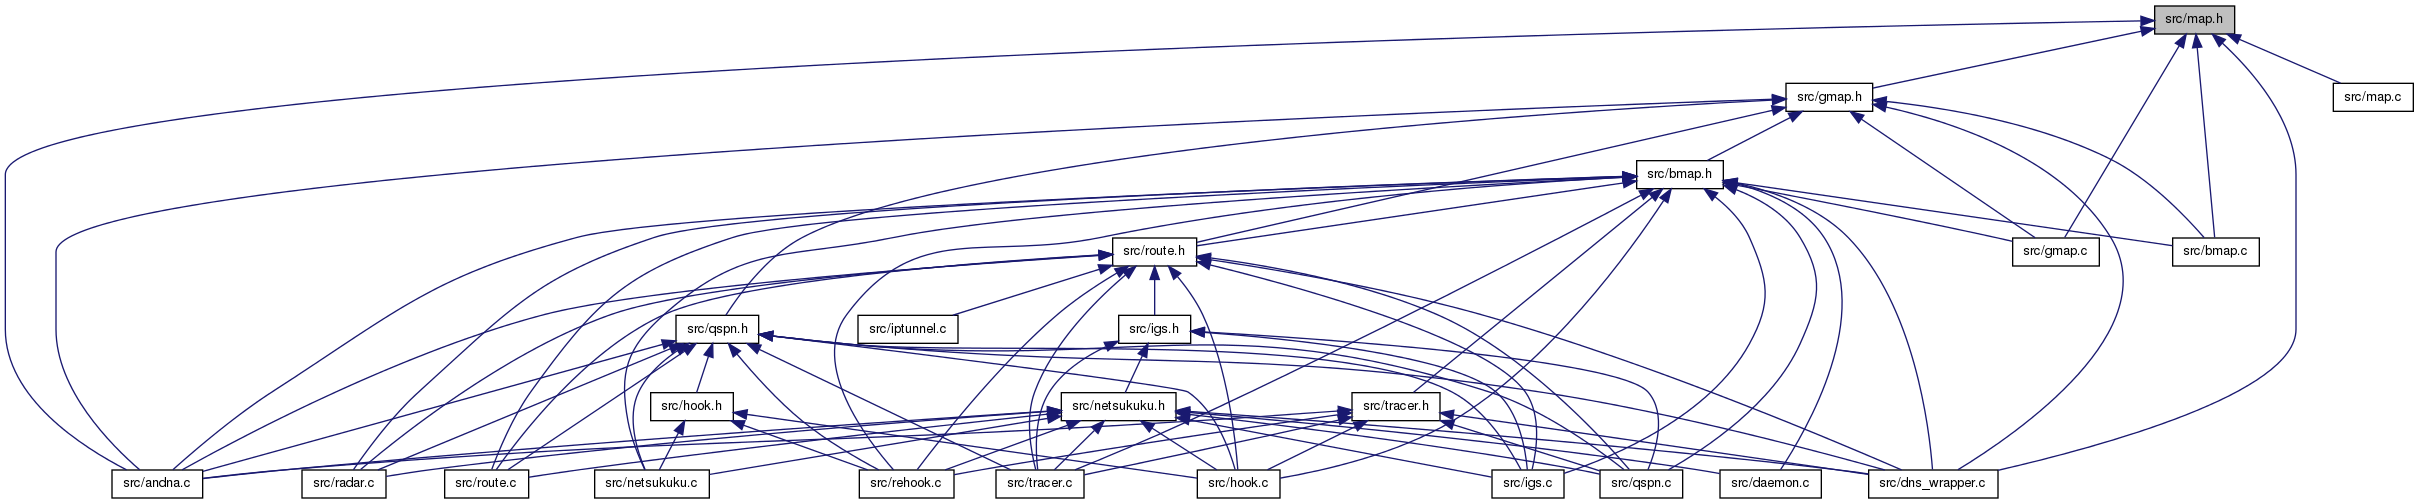 src/map.h
src/gmap.h
src/map.c
src/bmap.h
src/route.h
src/gmap.c
src/bmap.c
src/qspn.h
src/iptunnel.c
src/igs.h
src/hook.h
src/netsukuku.h
src/tracer.h
src/andna.c
src/radar.c
src/route.c
src/netsukuku.c
src/rehook.c
src/tracer.c
src/hook.c
src/igs.c
src/qspn.c
src/daemon.c
src/dns_wrapper.c